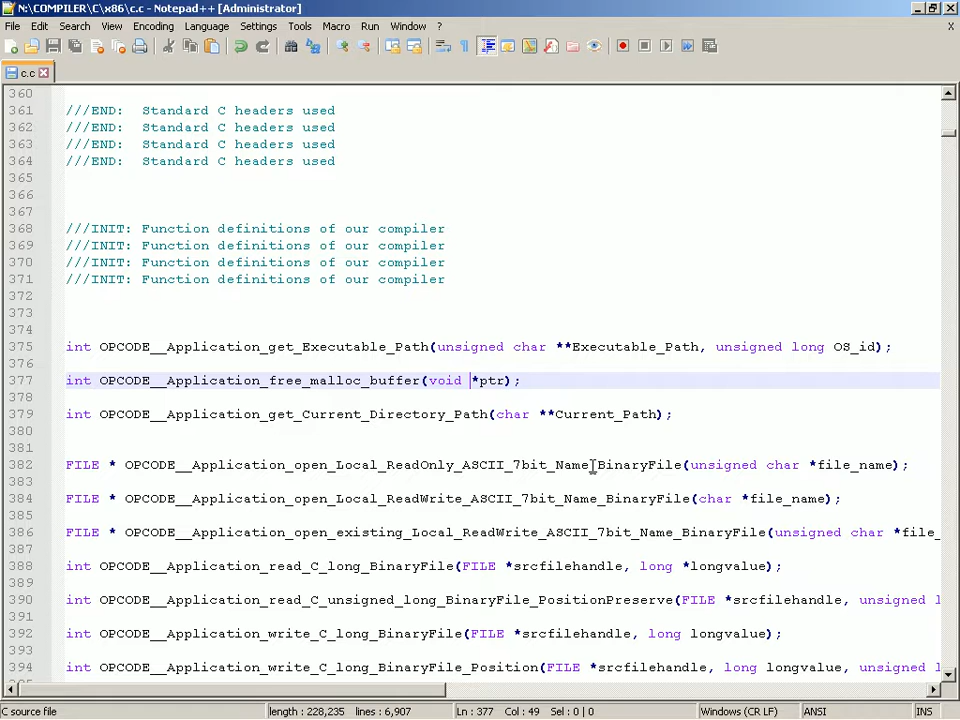 N:\COMPILER\C\x86\c.c - Notepad++ [Administrator]
File Edit Search View Encoding Language Settings Tools Macro Run Window ? X
c.c
360
361 ///END:  Standard C headers used
362 ///END:  Standard C headers used
363 ///END:  Standard C headers used
364 ///END:  Standard C headers used
365
366
367
368 ///INIT: Function definitions of our compiler
369 ///INIT: Function definitions of our compiler
370 ///INIT: Function definitions of our compiler
371 ///INIT: Function definitions of our compiler
372
373
374
375 int OPCODE__Application_get_Executable_Path(unsigned char **Executable_Path, unsigned long OS_id);
376
377 int OPCODE__Application_free_malloc_buffer(void *ptr);
378
379 int OPCODE__Application_get_Current_Directory_Path(char **Current_Path);
380
381
382 FILE * OPCODE__Application_open_Local_ReadOnly_ASCII_7bit_Name_BinaryFile(unsigned char *file_name);
383
384 FILE * OPCODE__Application_open_Local_ReadWrite_ASCII_7bit_Name_BinaryFile(char *file_name);
385
386 FILE * OPCODE__Application_open_existing_Local_ReadWrite_ASCII_7bit_Name_BinaryFile(unsigned char *file_
387
388 int OPCODE__Application_read_C_long_BinaryFile(FILE *srcfilehandle, long *longvalue);
389
390 int OPCODE__Application_read_C_unsigned_long_BinaryFile_PositionPreserve(FILE *srcfilehandle, unsigned l
391
392 int OPCODE__Application_write_C_long_BinaryFile(FILE *srcfilehandle, long longvalue);
393
394 int OPCODE__Application_write_C_long_BinaryFile_Position(FILE *srcfilehandle, long longvalue, unsigned l
C source file length : 228,235 lines : 6,907 Ln : 377 Col : 49 Sel : 0 | 0 Windows (CR LF) ANSI INS